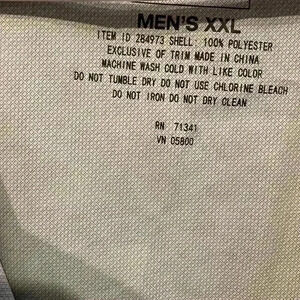 MEN'S XXL
ITEM ID 284973 SHELL: 100% POLYESTER
EXCLUSIVE OF TRIM MADE IN CHINA
MACHINE WASH COLD WITH LIKE COLOR
DO NOT TUMBLE DRY DO NOT USE CHLORINE BLEACH
DO NOT IRON DO NOT DRY CLEAN
RN 71341
VN 05800